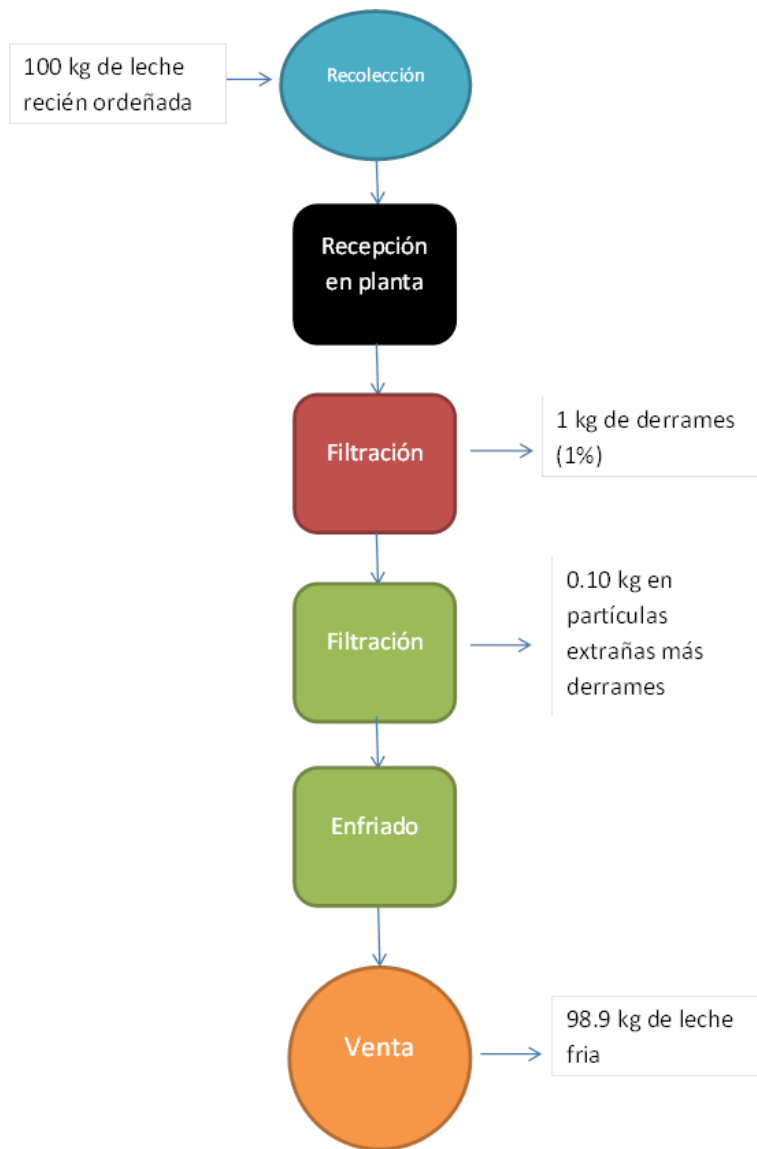 100 kg de leche
recién ordeñada
Recolección
Recepción
en planta
Filtración
1 kg de derrames
(1%)
Filtración
0.10 kg en
partículas
extrañas más
derrames
Enfriado
Venta
98.9 kg de leche
fria